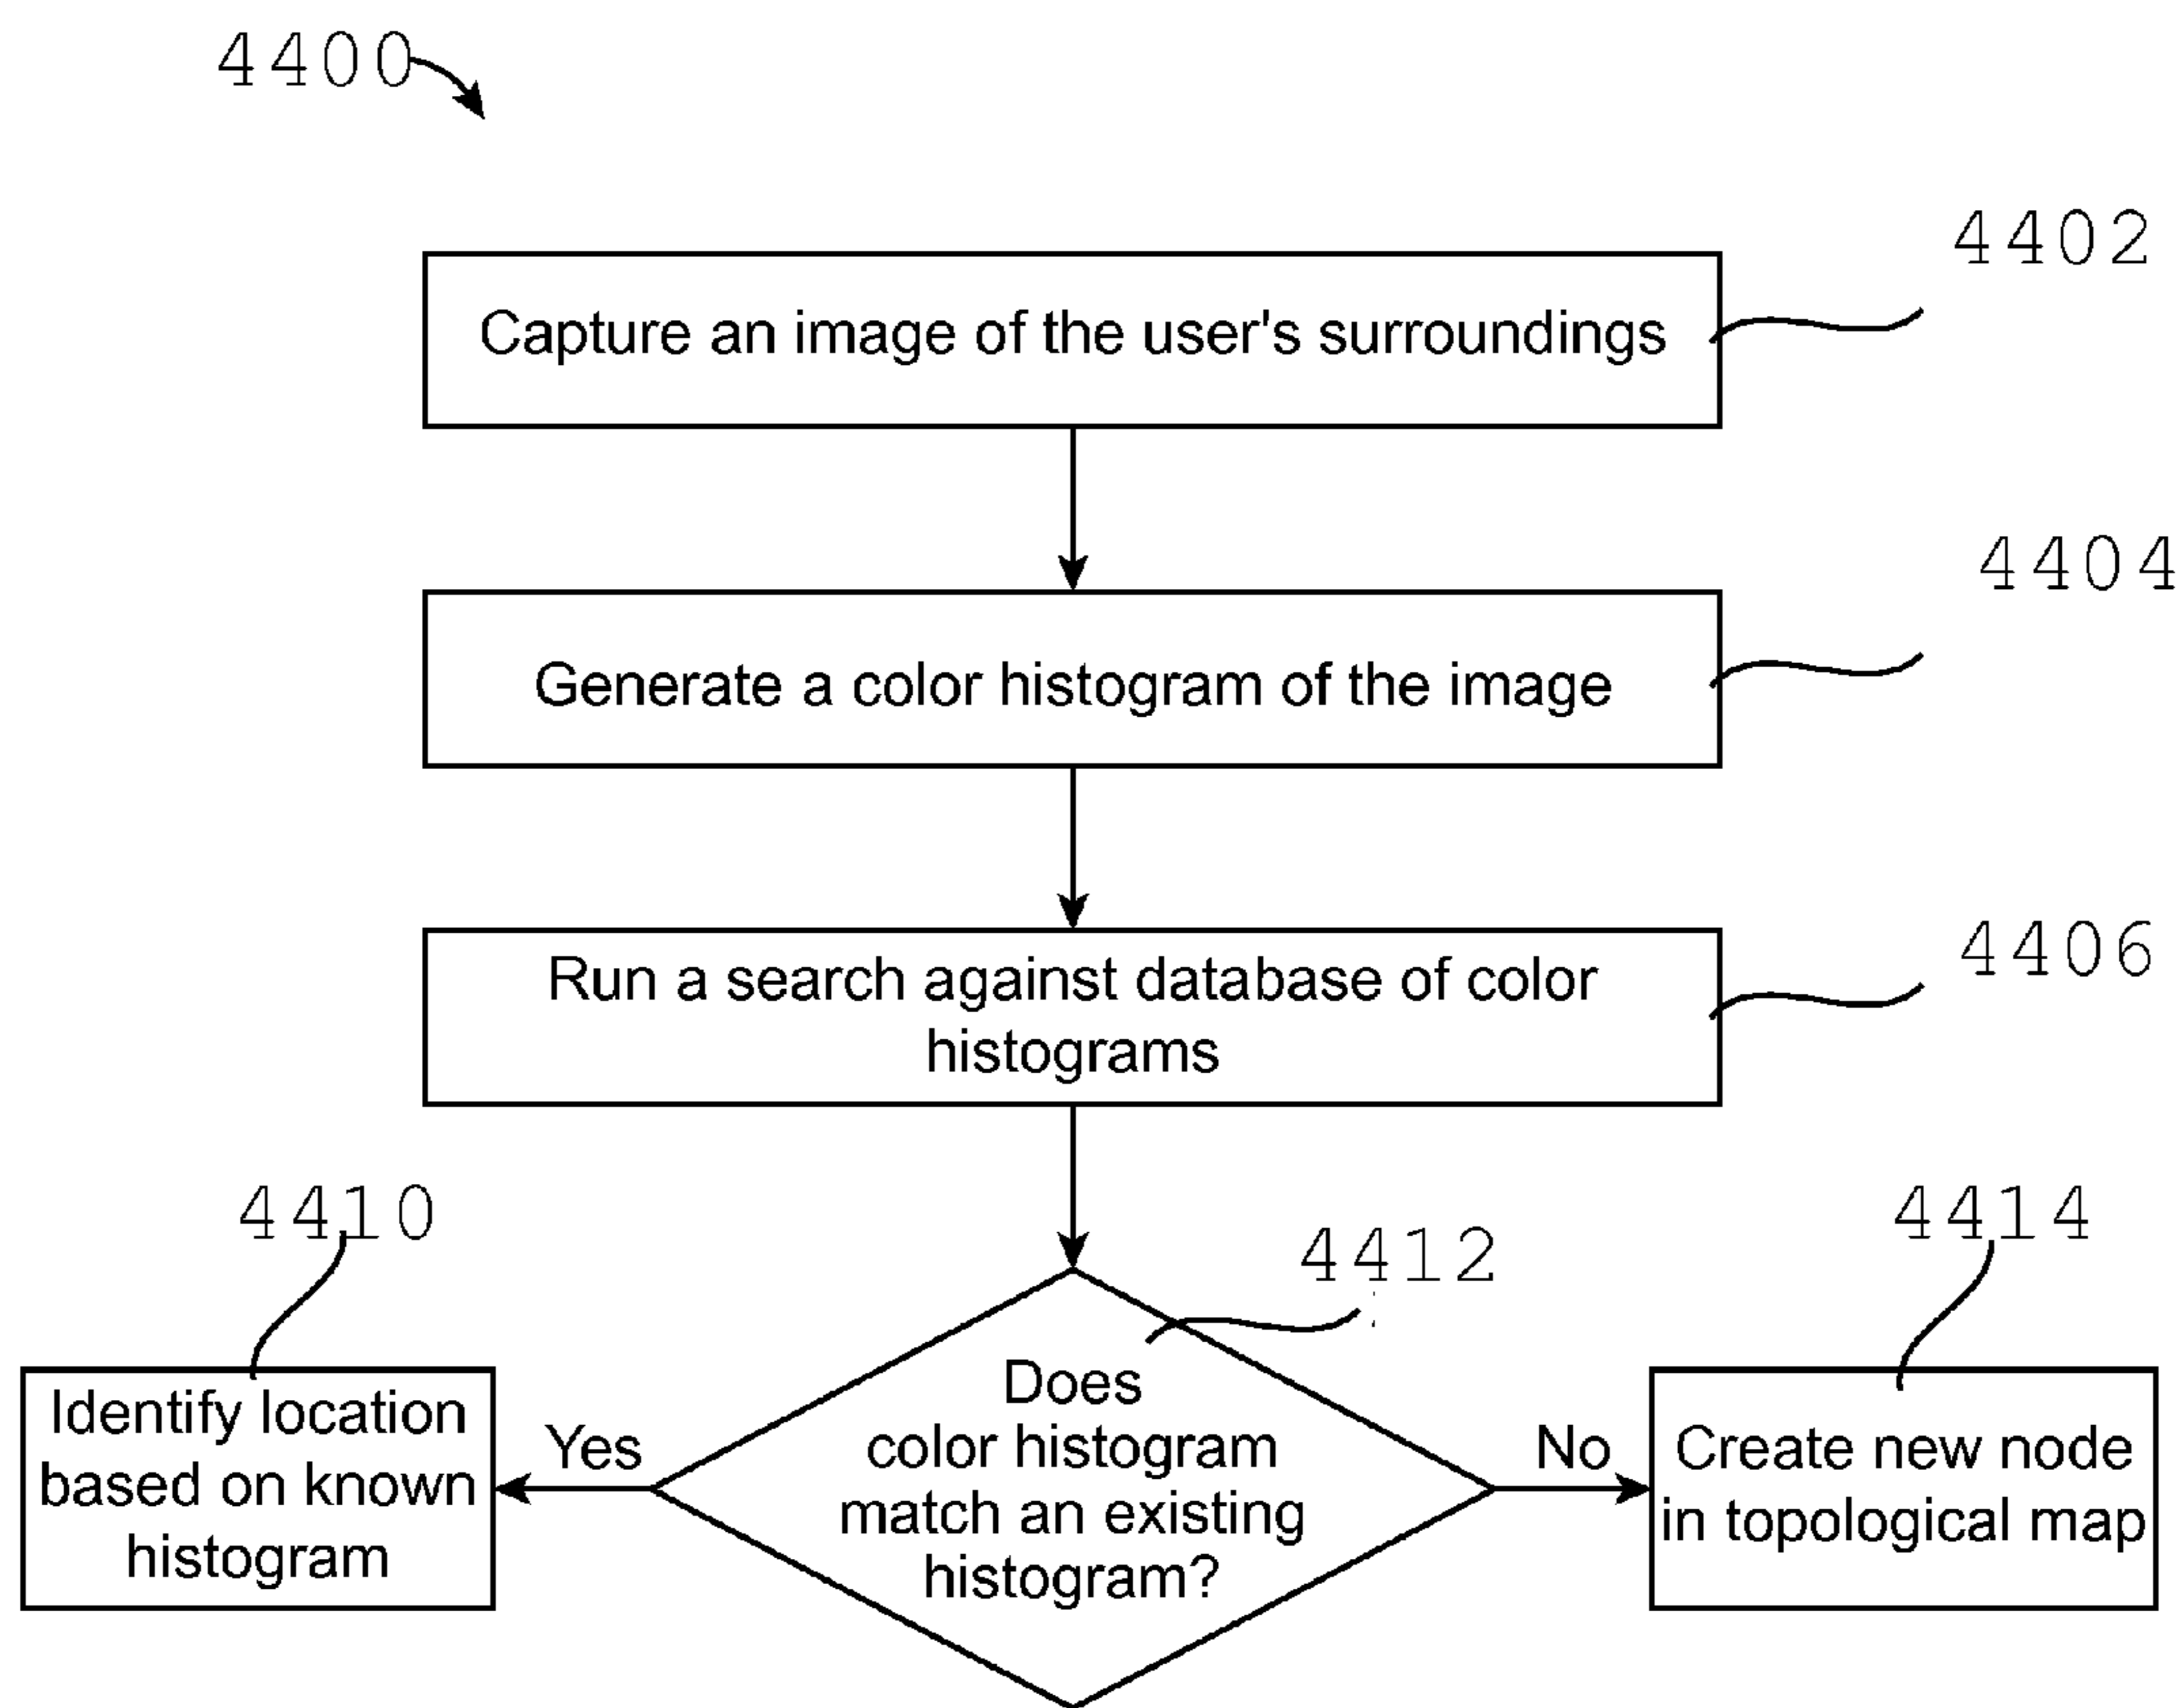 4400
4402
Capture an image of the user's surroundings
4404
Generate a color histogram of the image
4406
Run a search against database of color
histograms
4410
4412
4414
Identify location
based on known
histogram
Yes
Does
color histogram
match an existing
histogram?
No
Create new node
in topological map